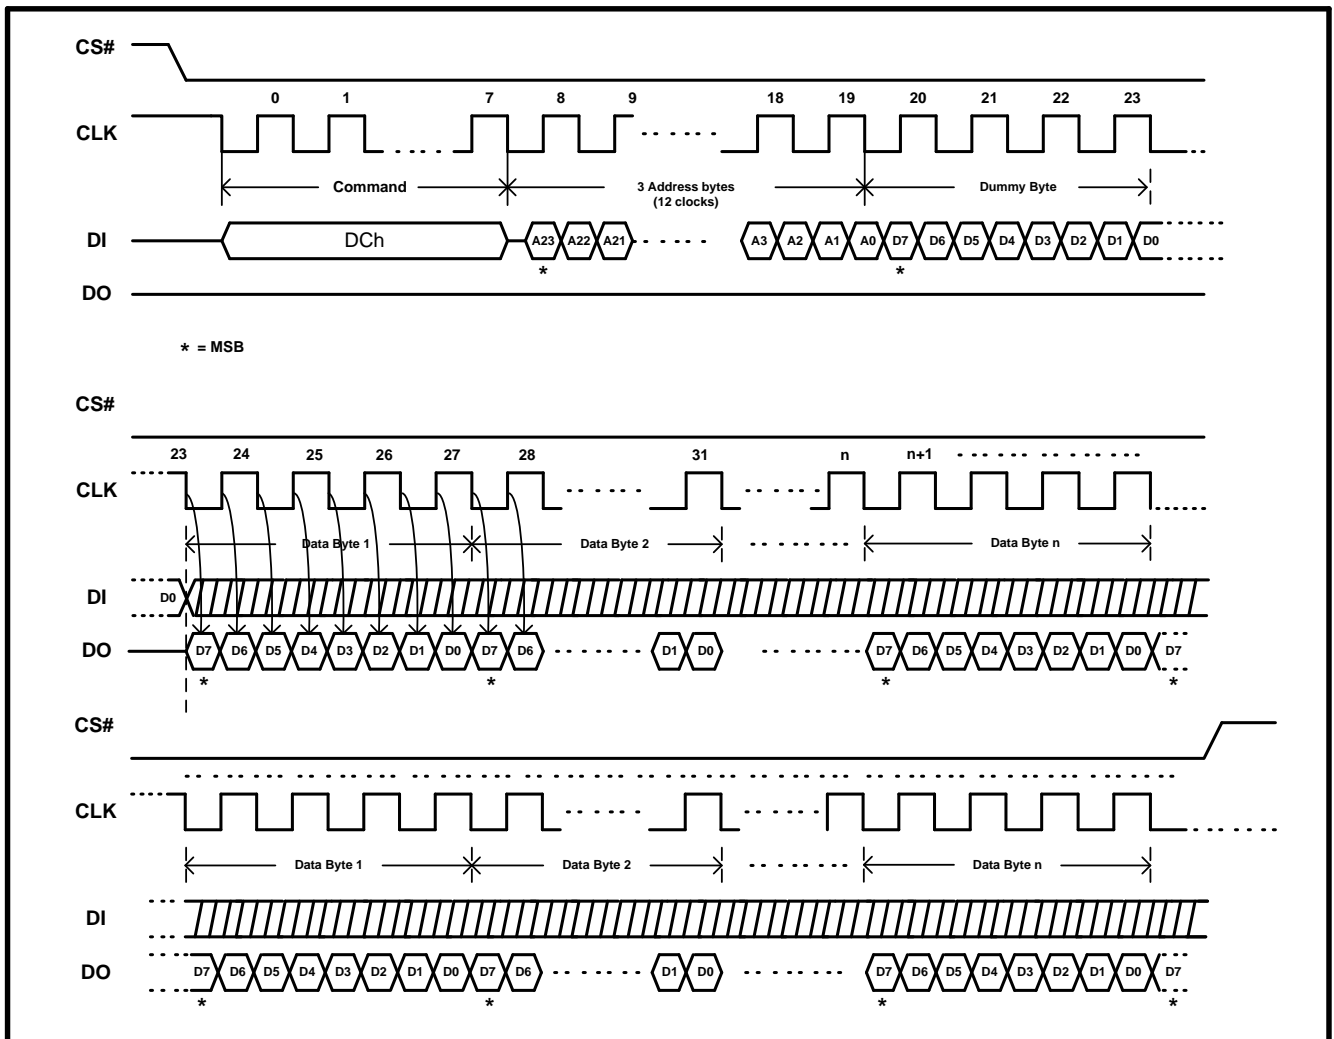 CS#
0 1 7 8 9 18 19 20 21 22 23
CLK
Command 3 Address bytes (12 clocks) Dummy Byte
DI DCh A23 A22 A21 A3 A2 A1 A0 D7 D6 D5 D4 D3 D2 D1 D0
* *
DO
* = MSB
CS#
23 24 25 26 27 28 31 n n+1
CLK
Data Byte 1 Data Byte 2 Data Byte n
DI D0
DO D7 D6 D5 D4 D3 D2 D1 D0 D7 D6 D1 D0 D7 D6 D5 D4 D3 D2 D1 D0 D7
* * * *
CS#
CLK
Data Byte 1 Data Byte 2 Data Byte n
DI
DO D7 D6 D5 D4 D3 D2 D1 D0 D7 D6 D1 D0 D7 D6 D5 D4 D3 D2 D1 D0 D7
* * * *